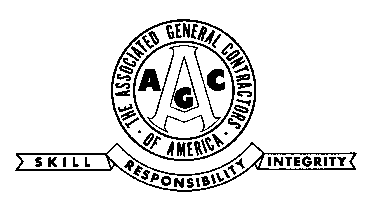 THE ASSOCIATED GENERAL CONTRACTORS
· OF AMERICA ·
A G C
SKILL
RESPONSIBILITY
INTEGRITY